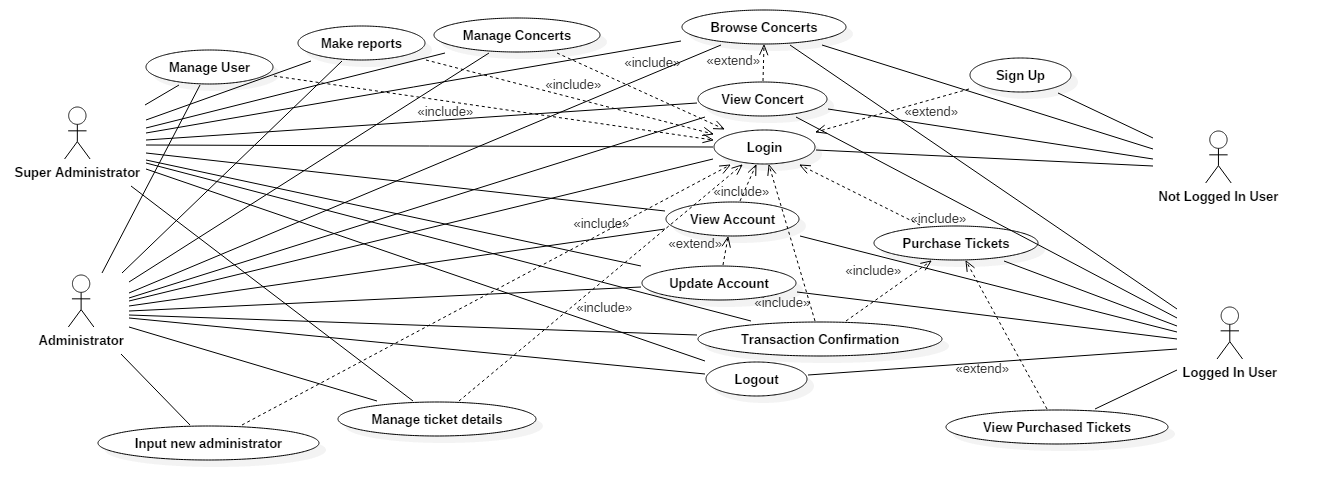 Browse Concerts
Manage Concerts
Make reports
«include»
«extend»
Manage User
Sign Up
«include»
View Concert
«include»
«extend»
Login
Super Administrator
«include»
Not Logged In User
«include»
View Account
«include»
«extend»
Purchase Tickets
«include»
Update Account
«include»
«include»
Administrator
Transaction Confirmation
«extend»
Logged In User
Logout
Manage ticket details
View Purchased Tickets
Input new administrator